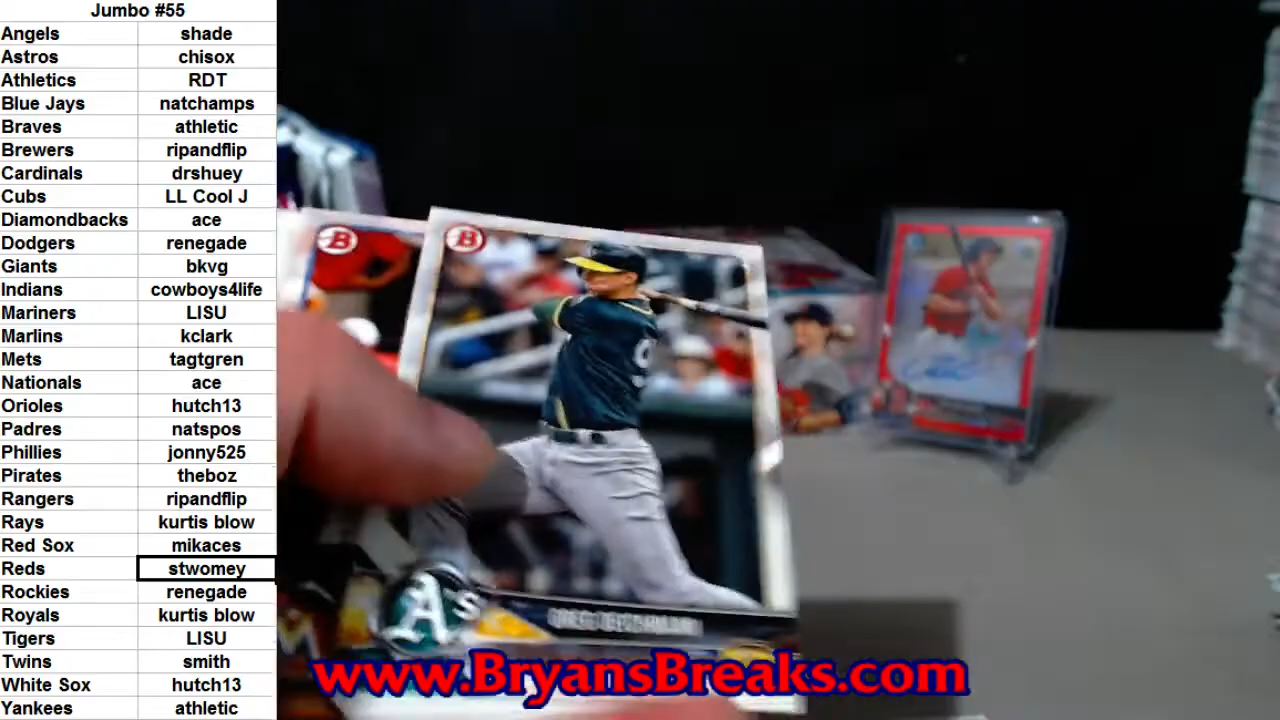 Jumbo #55
Angels shade
Astros chisox
Athletics RDT
Blue Jays natchamps
Braves athletic
Brewers ripandflip
Cardinals drshuey
Cubs LL Cool J
Diamondbacks ace
Dodgers renegade
Giants bkvg
Indians cowboys4life
Mariners LISU
Marlins kclark
Mets tagtgren
Nationals ace
Orioles hutch13
Padres natspos
Phillies jonny525
Pirates theboz
Rangers ripandflip
Rays kurtis blow
Red Sox mikaces
Reds stwomey
Rockies renegade
Royals kurtis blow
Tigers LISU
Twins smith
White Sox hutch13
Yankees athletic
B
B
9
A's
www.BryansBreaks.com